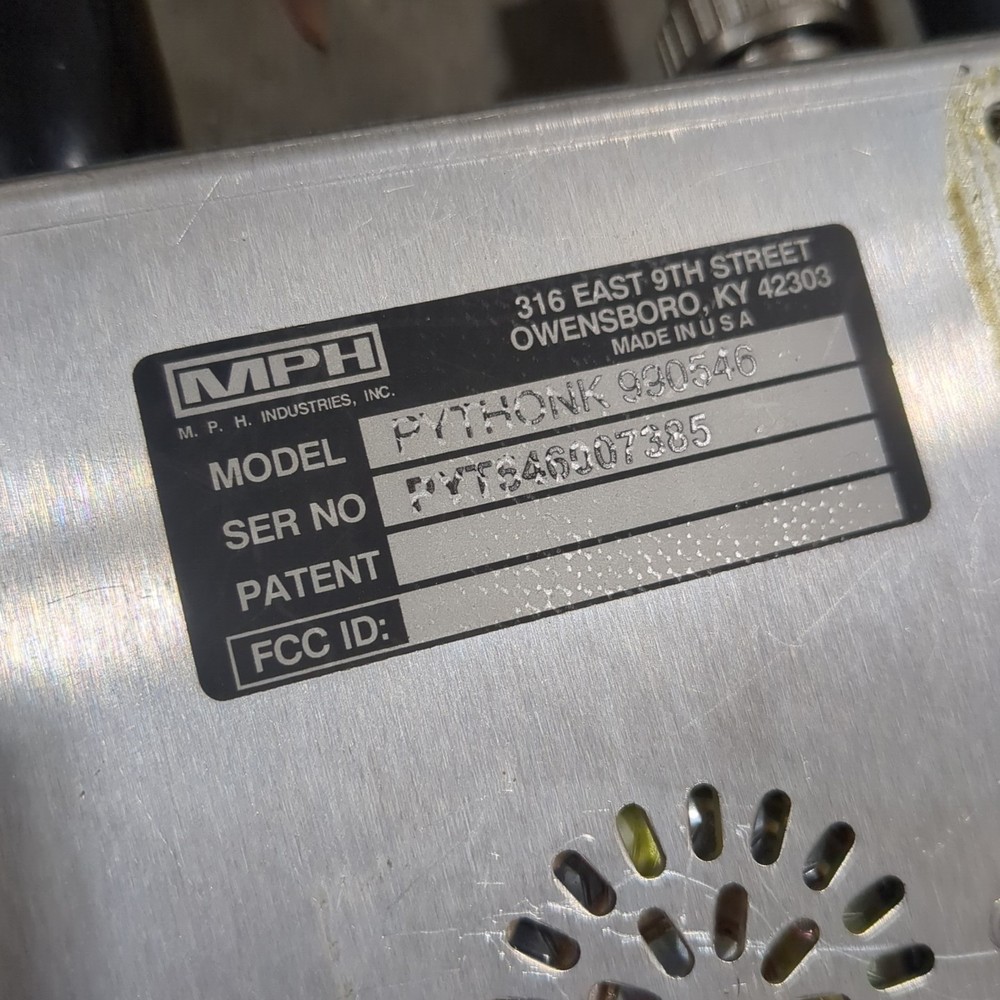 316 EAST 9TH STREET
OWENSBORO, KY 42303
MADE IN U S A
MPH
M. P. H. INDUSTRIES, INC.
MODEL PYTHONK 990546
SER NO PYT846007385
PATENT
FCC ID: